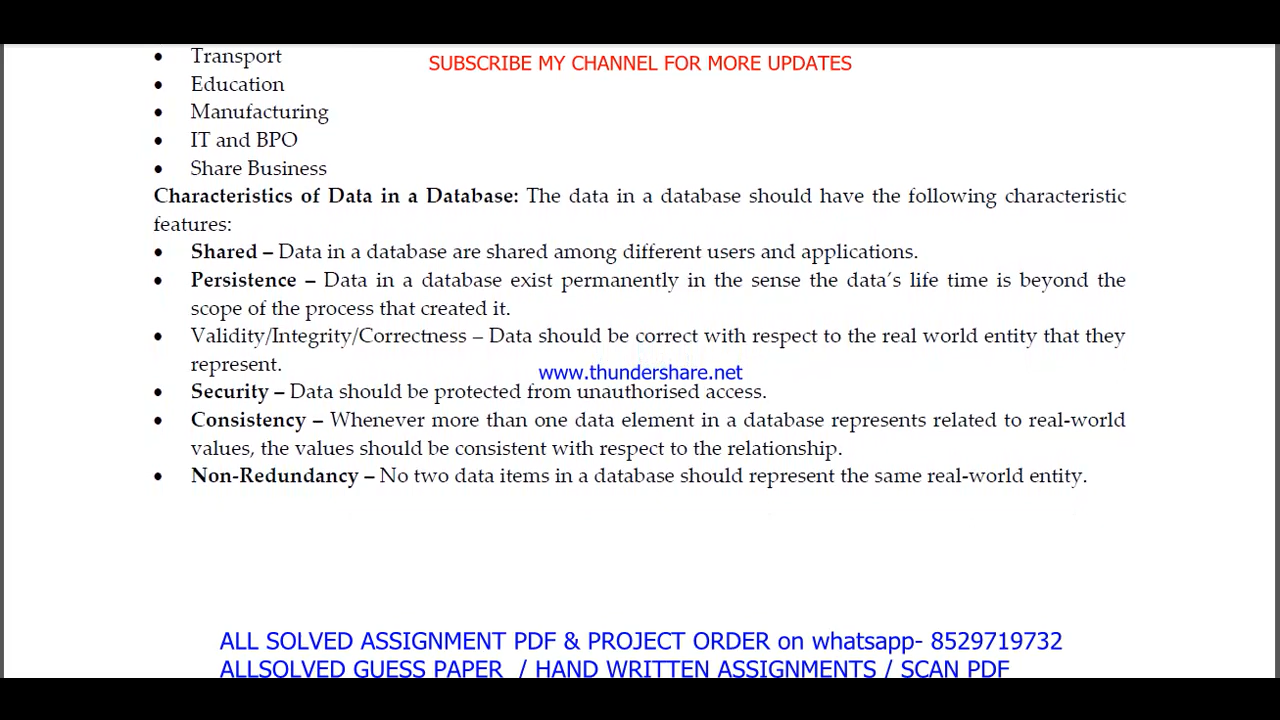 • Transport
SUBSCRIBE MY CHANNEL FOR MORE UPDATES
• Education
• Manufacturing
• IT and BPO
• Share Business
Characteristics of Data in a Database: The data in a database should have the following characteristic
features:
• Shared – Data in a database are shared among different users and applications.
• Persistence – Data in a database exist permanently in the sense the data’s life time is beyond the
scope of the process that created it.
• Validity/Integrity/Correctness – Data should be correct with respect to the real world entity that they
represent.
www.thundershare.net
• Security – Data should be protected from unauthorised access.
• Consistency – Whenever more than one data element in a database represents related to real-world
values, the values should be consistent with respect to the relationship.
• Non-Redundancy – No two data items in a database should represent the same real-world entity.
ALL SOLVED ASSIGNMENT PDF & PROJECT ORDER on whatsapp- 8529719732
ALLSOLVED GUESS PAPER / HAND WRITTEN ASSIGNMENTS / SCAN PDF